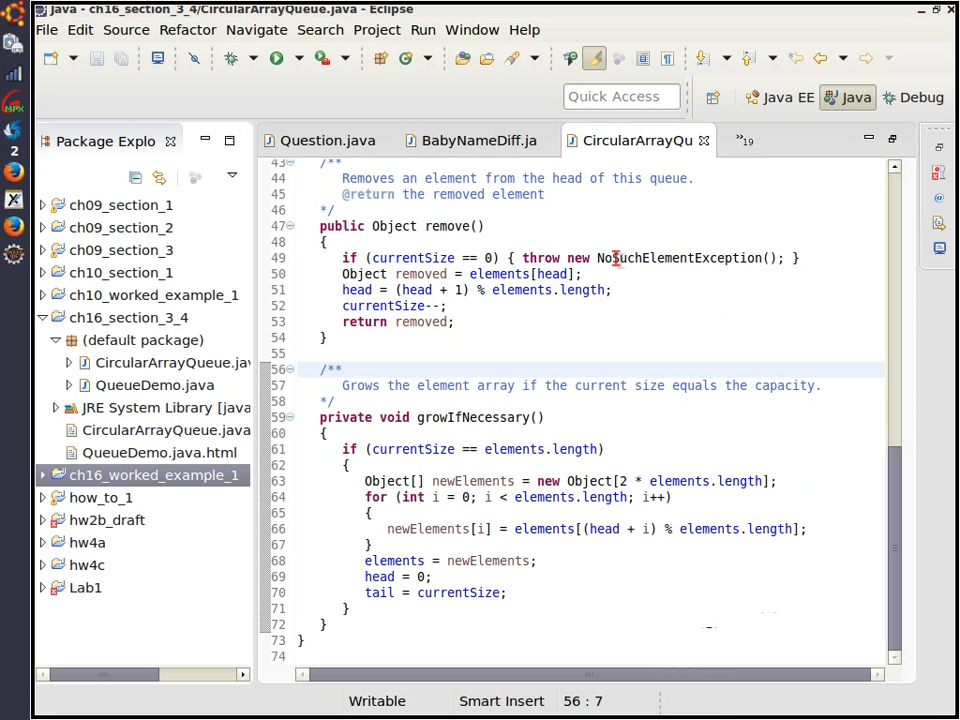 Java - ch16_section_3_4/CircularArrayQueue.java - Eclipse
File Edit Source Refactor Navigate Search Project Run Window Help
Quick Access
Java EE Java Debug
Package Explo
Question.java BabyNameDiff.ja CircularArrayQu »19
ch09_section_1
ch09_section_2
ch09_section_3
ch10_section_1
ch10_worked_example_1
ch16_section_3_4
(default package)
CircularArrayQueue.jav
QueueDemo.java
JRE System Library [java
CircularArrayQueue.java
QueueDemo.java.html
ch16_worked_example_1
how_to_1
hw2b_draft
hw4a
hw4c
Lab1
43 /**
44 Removes an element from the head of this queue.
45 @return the removed element
46 */
47 public Object remove()
48 {
49 if (currentSize == 0) { throw new NoSuchElementException(); }
50 Object removed = elements[head];
51 head = (head + 1) % elements.length;
52 currentSize--;
53 return removed;
54 }
55
56 /**
57 Grows the element array if the current size equals the capacity.
58 */
59 private void growIfNecessary()
60 {
61 if (currentSize == elements.length)
62 {
63 Object[] newElements = new Object[2 * elements.length];
64 for (int i = 0; i < elements.length; i++)
65 {
66 newElements[i] = elements[(head + i) % elements.length];
67 }
68 elements = newElements;
69 head = 0;
70 tail = currentSize;
71 }
72 }
73 }
74
Writable Smart Insert 56 : 7
2
MPX